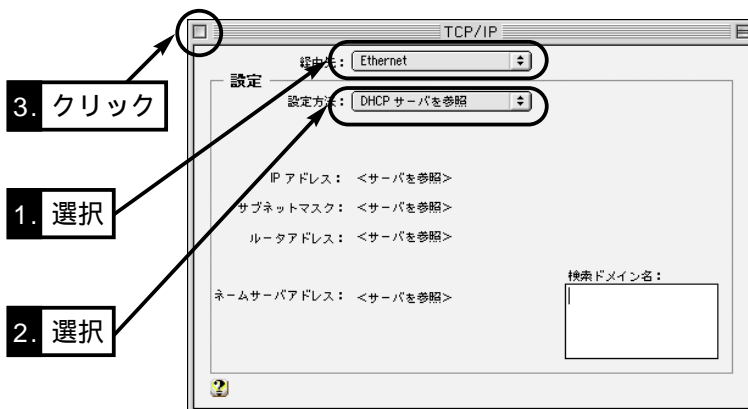 TCP/IP
経由先： Ethernet
設定
設定方法： DHCP サーバを参照
IP アドレス： <サーバを参照>
サブネットマスク： <サーバを参照>
ルータアドレス： <サーバを参照>
ネームサーバアドレス： <サーバを参照>
検索ドメイン名：
3. クリック
1. 選択
2. 選択